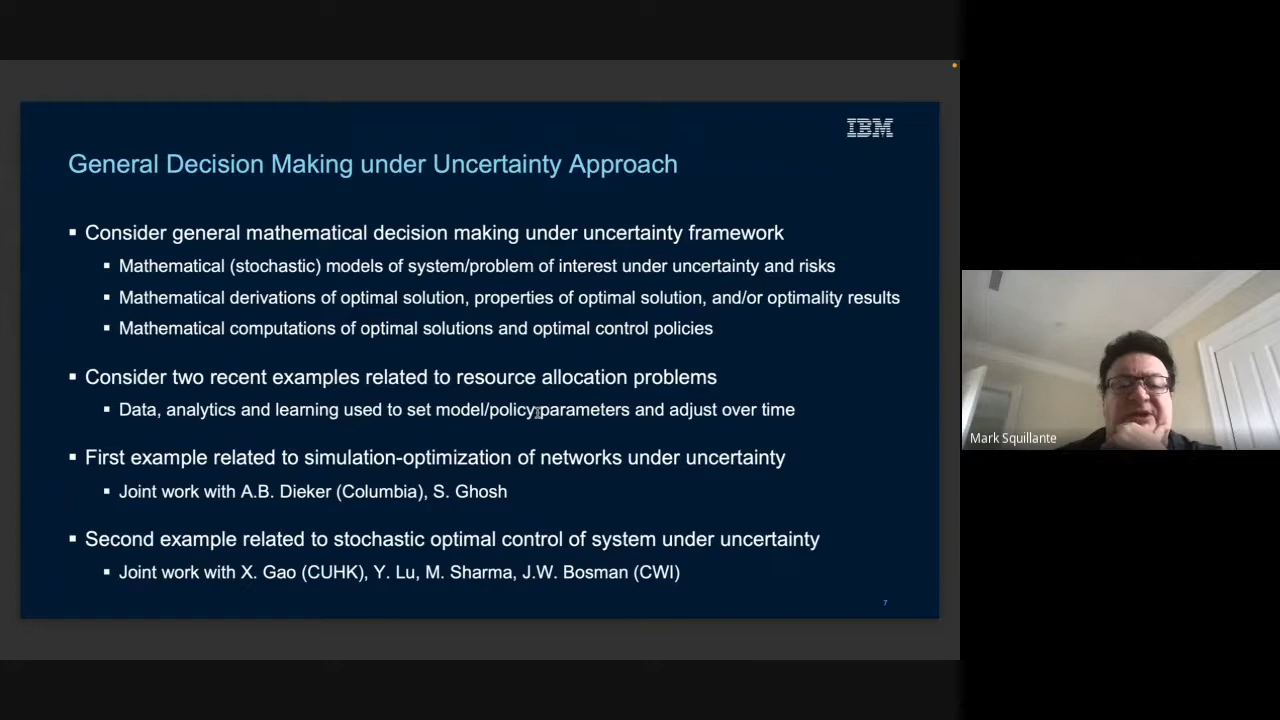 IBM
General Decision Making under Uncertainty Approach
▪ Consider general mathematical decision making under uncertainty framework
▪ Mathematical (stochastic) models of system/problem of interest under uncertainty and risks
▪ Mathematical derivations of optimal solution, properties of optimal solution, and/or optimality results
▪ Mathematical computations of optimal solutions and optimal control policies
▪ Consider two recent examples related to resource allocation problems
▪ Data, analytics and learning used to set model/policy parameters and adjust over time
▪ First example related to simulation-optimization of networks under uncertainty
▪ Joint work with A.B. Dieker (Columbia), S. Ghosh
▪ Second example related to stochastic optimal control of system under uncertainty
▪ Joint work with X. Gao (CUHK), Y. Lu, M. Sharma, J.W. Bosman (CWI)
7
Mark Squillante